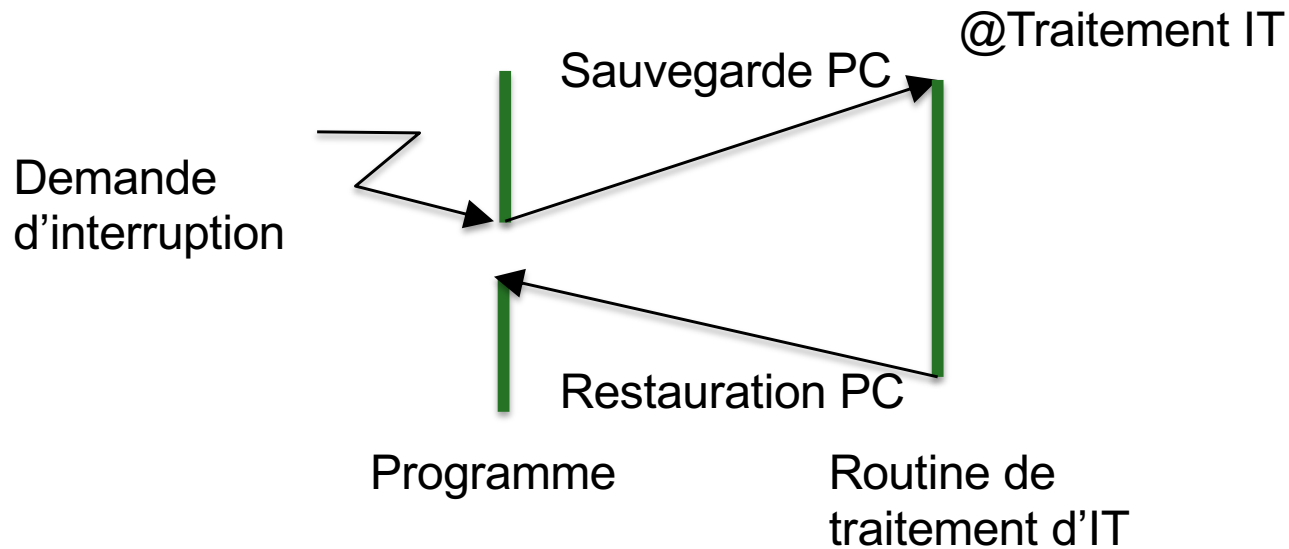 @Traitement IT
Sauvegarde PC
Demande
d’interruption
Restauration PC
Programme
Routine de
traitement d’IT